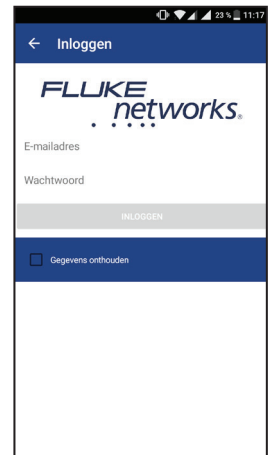 23 % 11:17
Inloggen
FLUKE
networks®
E-mailadres
Wachtwoord
INLOGGEN
Gegevens onthouden